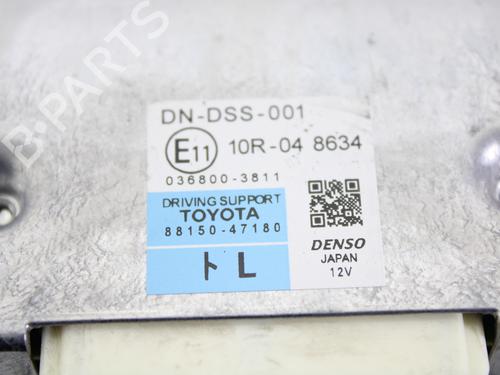 DN-DSS-001
E11 10R-04 8634
036800-3811
DRIVING SUPPORT
TOYOTA
88150-47180
トL
DENSO
JAPAN
12V
B-PARTS